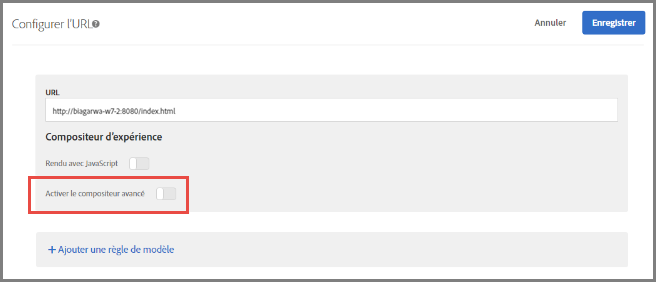 Configurer l'URL
Annuler
Enregistrer
URL
http://biagarwa-w7-2:8080/index.html
Compositeur d'expérience
Rendu avec JavaScript
Activer le compositeur avancé
+ Ajouter une règle de modèle